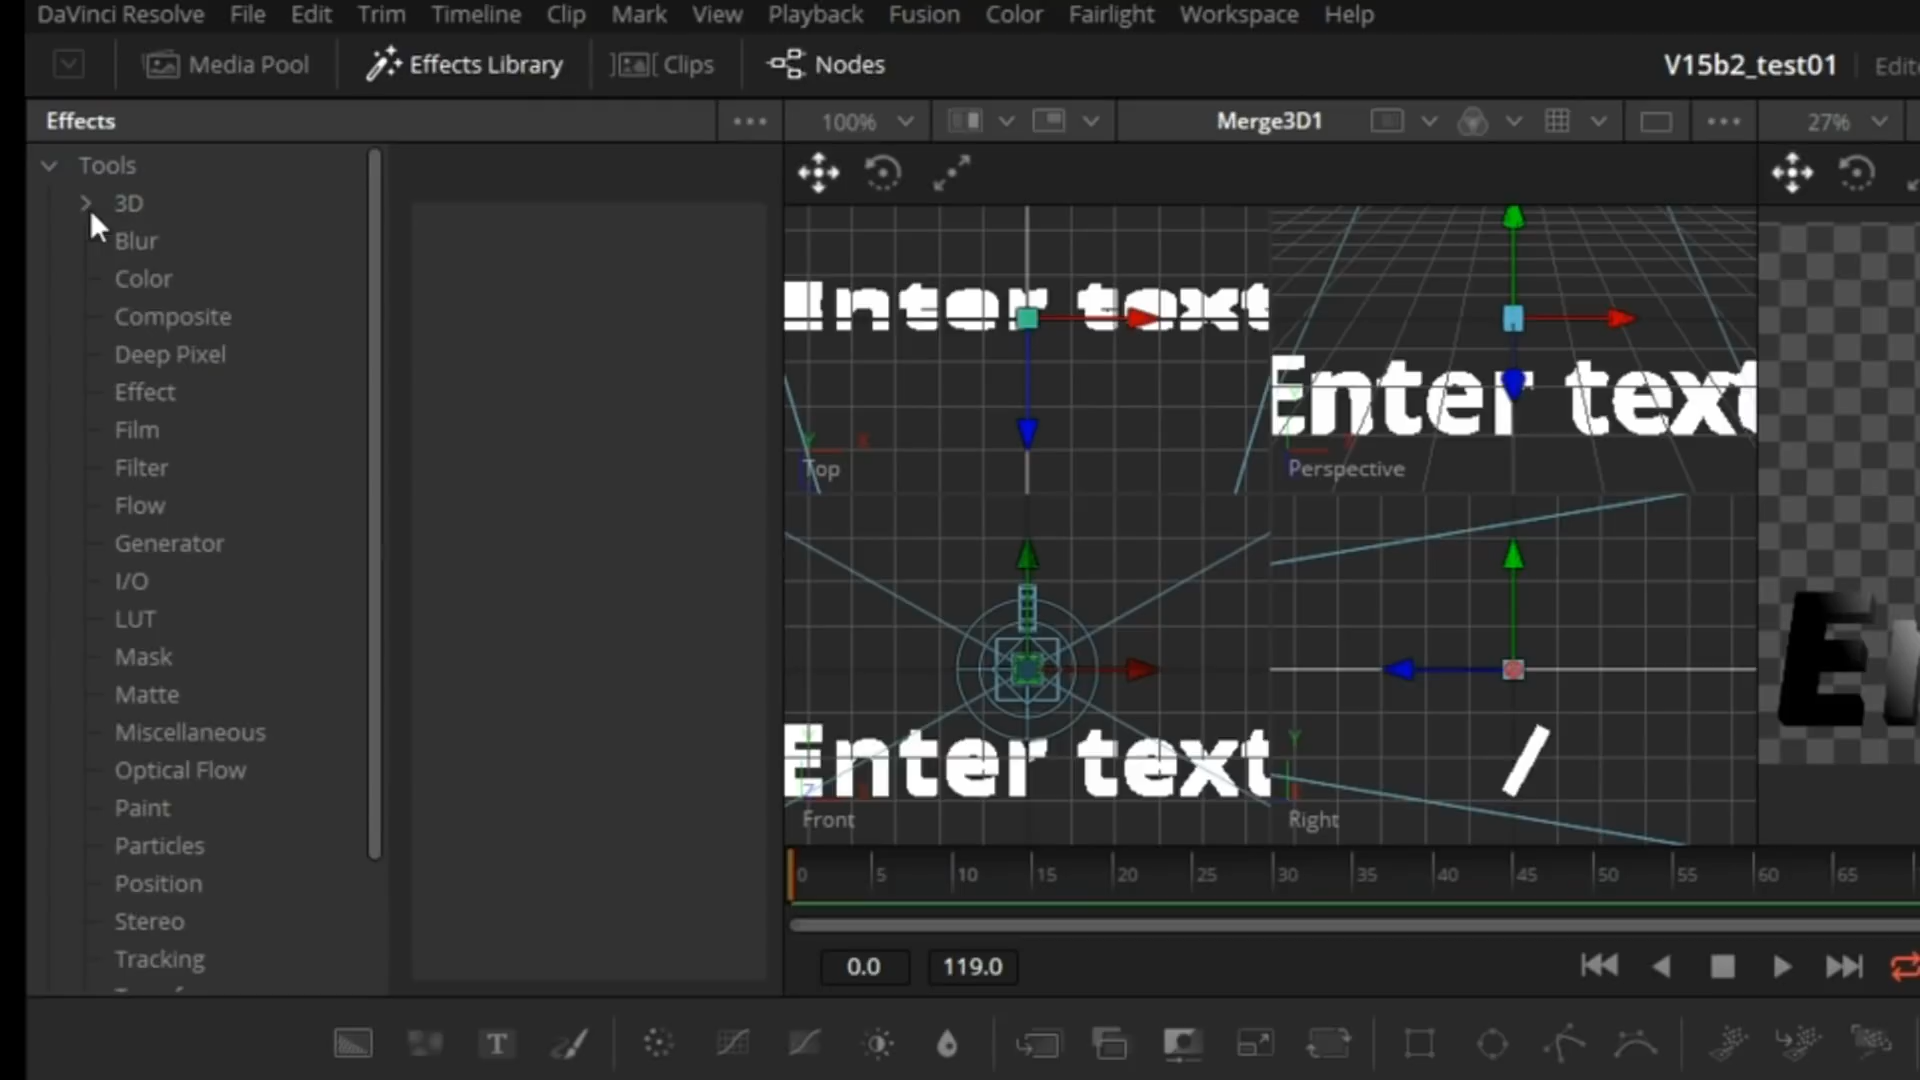 DaVinci Resolve File Edit Trim Timeline Clip Mark View Playback Fusion Color Fairlight Workspace Help
Media Pool Effects Library Clips Nodes V15b2_test01
Effects 100% Merge3D1 27%
Tools
3D
Blur
Color
Composite
Deep Pixel
Effect
Film
Filter
Flow
Generator
I/O
LUT
Mask
Matte
Miscellaneous
Optical Flow
Paint
Particles
Position
Stereo
Tracking
Enter text
Top
Enter text
Perspective
Enter text
Front
Right
0 5 10 15 20 25 30 35 40 45 50 55 60 65
0.0 119.0
T